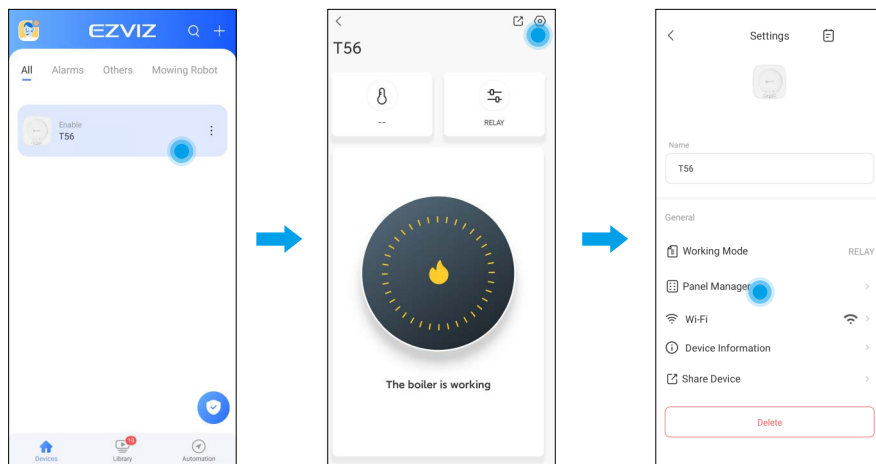 EZVIZ
All Alarms Others Mowing Robot
Enable
T56
Devices
19
Library
Automation
T56
--
RELAY
The boiler is working
Settings
Name
T56
General
Working Mode RELAY
Panel Manager
Wi-Fi
Device Information
Share Device
Delete